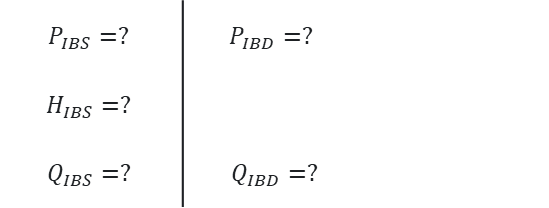 P_IBS =? P_IBD =?
H_IBS =?
Q_IBS =? Q_IBD =?